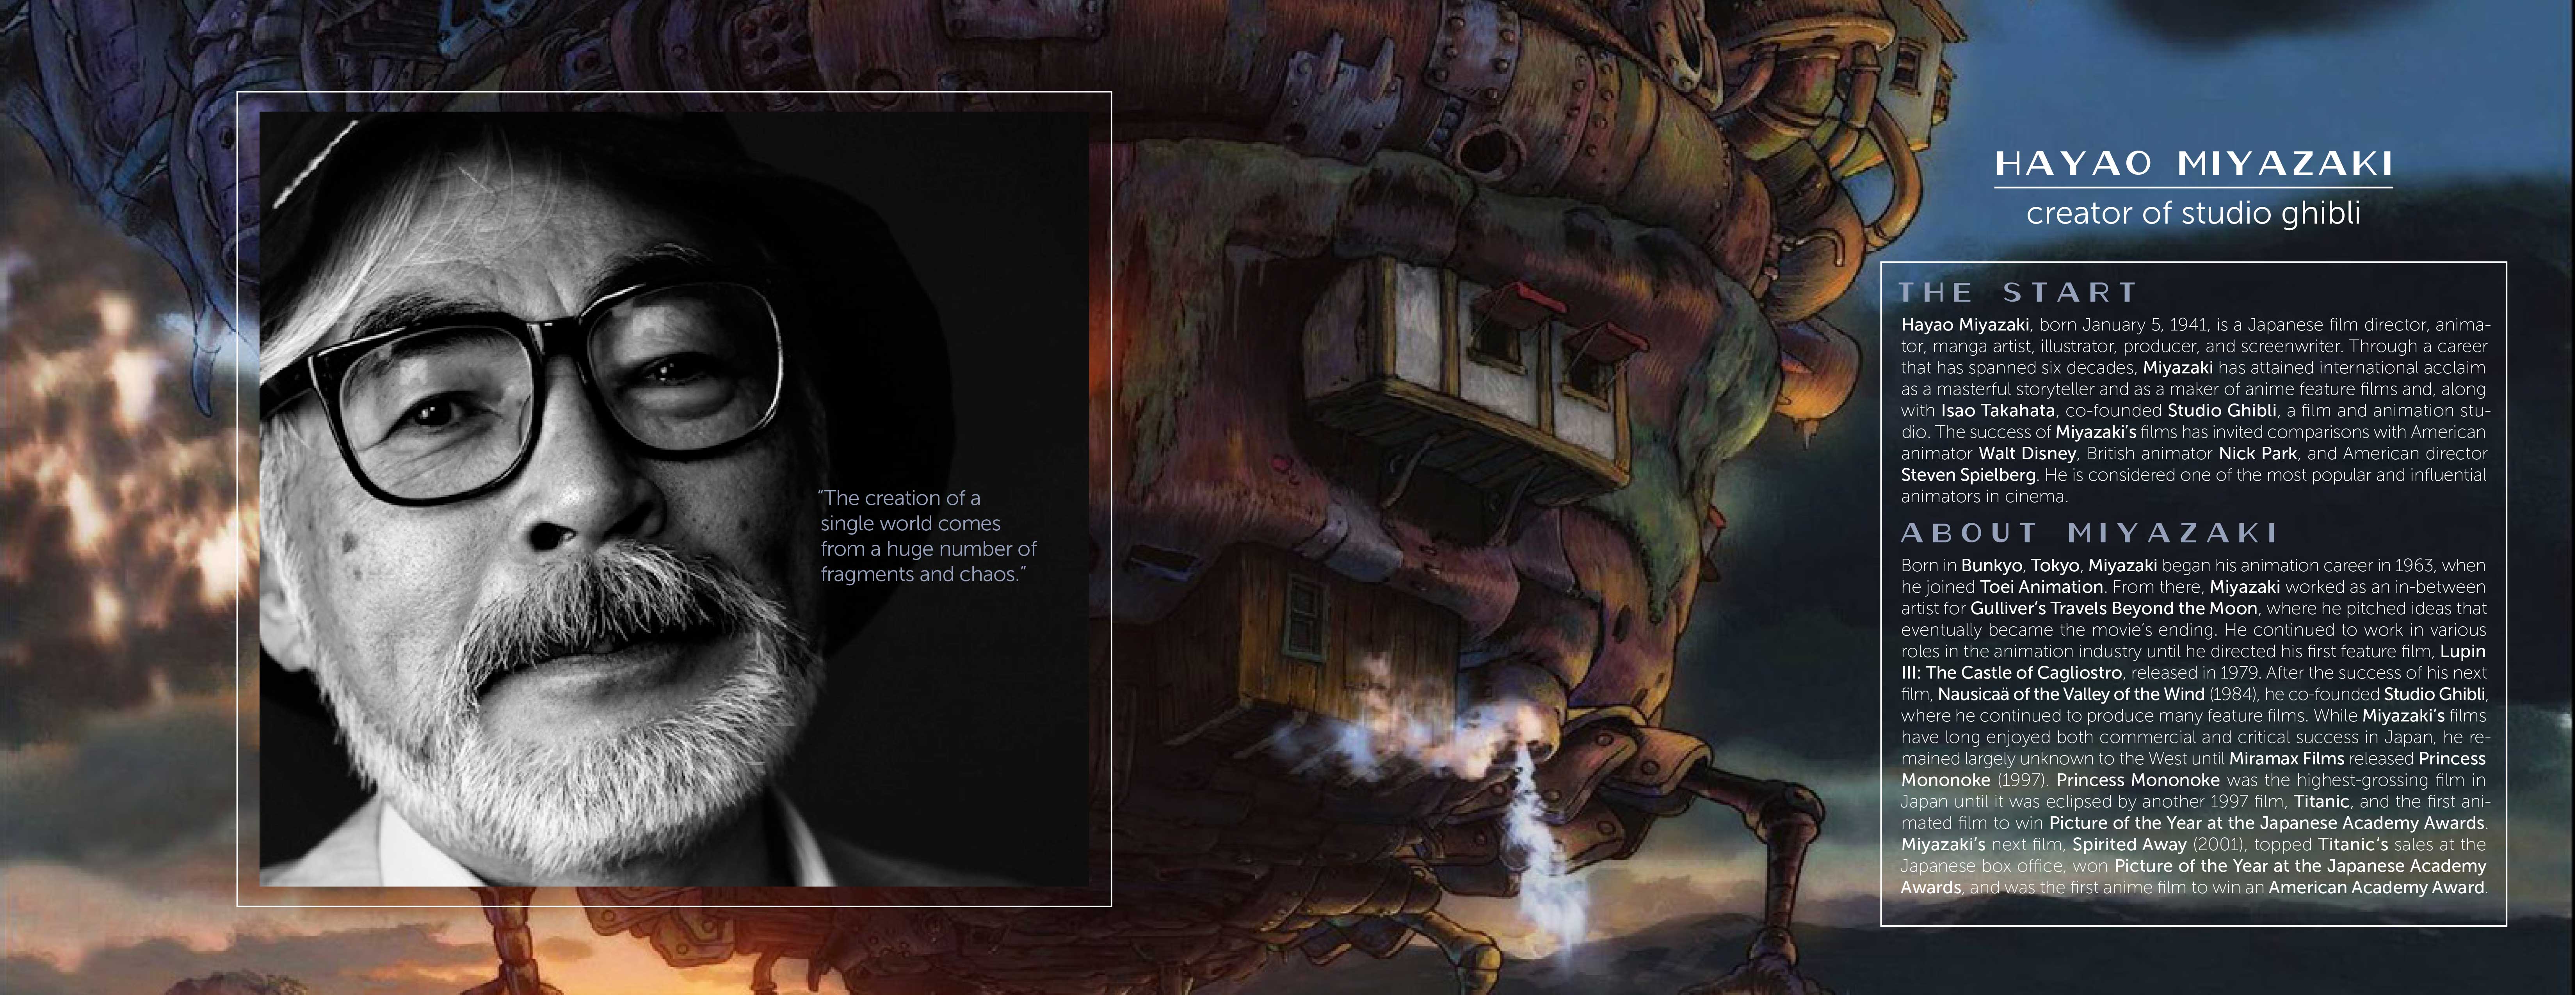 HAYAO MIYAZAKI
creator of studio ghibli
“The creation of a
single world comes
from a huge number of
fragments and chaos.”
THE START
Hayao Miyazaki, born January 5, 1941, is a Japanese film director, anima-
tor, manga artist, illustrator, producer, and screenwriter. Through a career
that has spanned six decades, Miyazaki has attained international acclaim
as a masterful storyteller and as a maker of anime feature films and, along
with Isao Takahata, co-founded Studio Ghibli, a film and animation stu-
dio. The success of Miyazaki’s films has invited comparisons with American
animator Walt Disney, British animator Nick Park, and American director
Steven Spielberg. He is considered one of the most popular and influential
animators in cinema.
ABOUT MIYAZAKI
Born in Bunkyo, Tokyo, Miyazaki began his animation career in 1963, when
he joined Toei Animation. From there, Miyazaki worked as an in-between
artist for Gulliver’s Travels Beyond the Moon, where he pitched ideas that
eventually became the movie’s ending. He continued to work in various
roles in the animation industry until he directed his first feature film, Lupin
III: The Castle of Cagliostro, released in 1979. After the success of his next
film, Nausicaä of the Valley of the Wind (1984), he co-founded Studio Ghibli,
where he continued to produce many feature films. While Miyazaki’s films
have long enjoyed both commercial and critical success in Japan, he re-
mained largely unknown to the West until Miramax Films released Princess
Mononoke (1997). Princess Mononoke was the highest-grossing film in
Japan until it was eclipsed by another 1997 film, Titanic, and the first ani-
mated film to win Picture of the Year at the Japanese Academy Awards.
Miyazaki’s next film, Spirited Away (2001), topped Titanic’s sales at the
Japanese box office, won Picture of the Year at the Japanese Academy
Awards, and was the first anime film to win an American Academy Award.